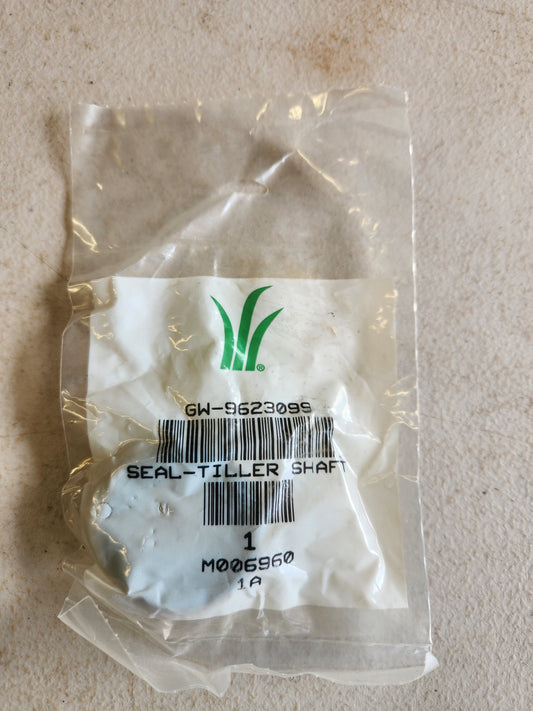 ®
GW-9623099
SEAL-TILLER SHAFT
1
M006960
1A